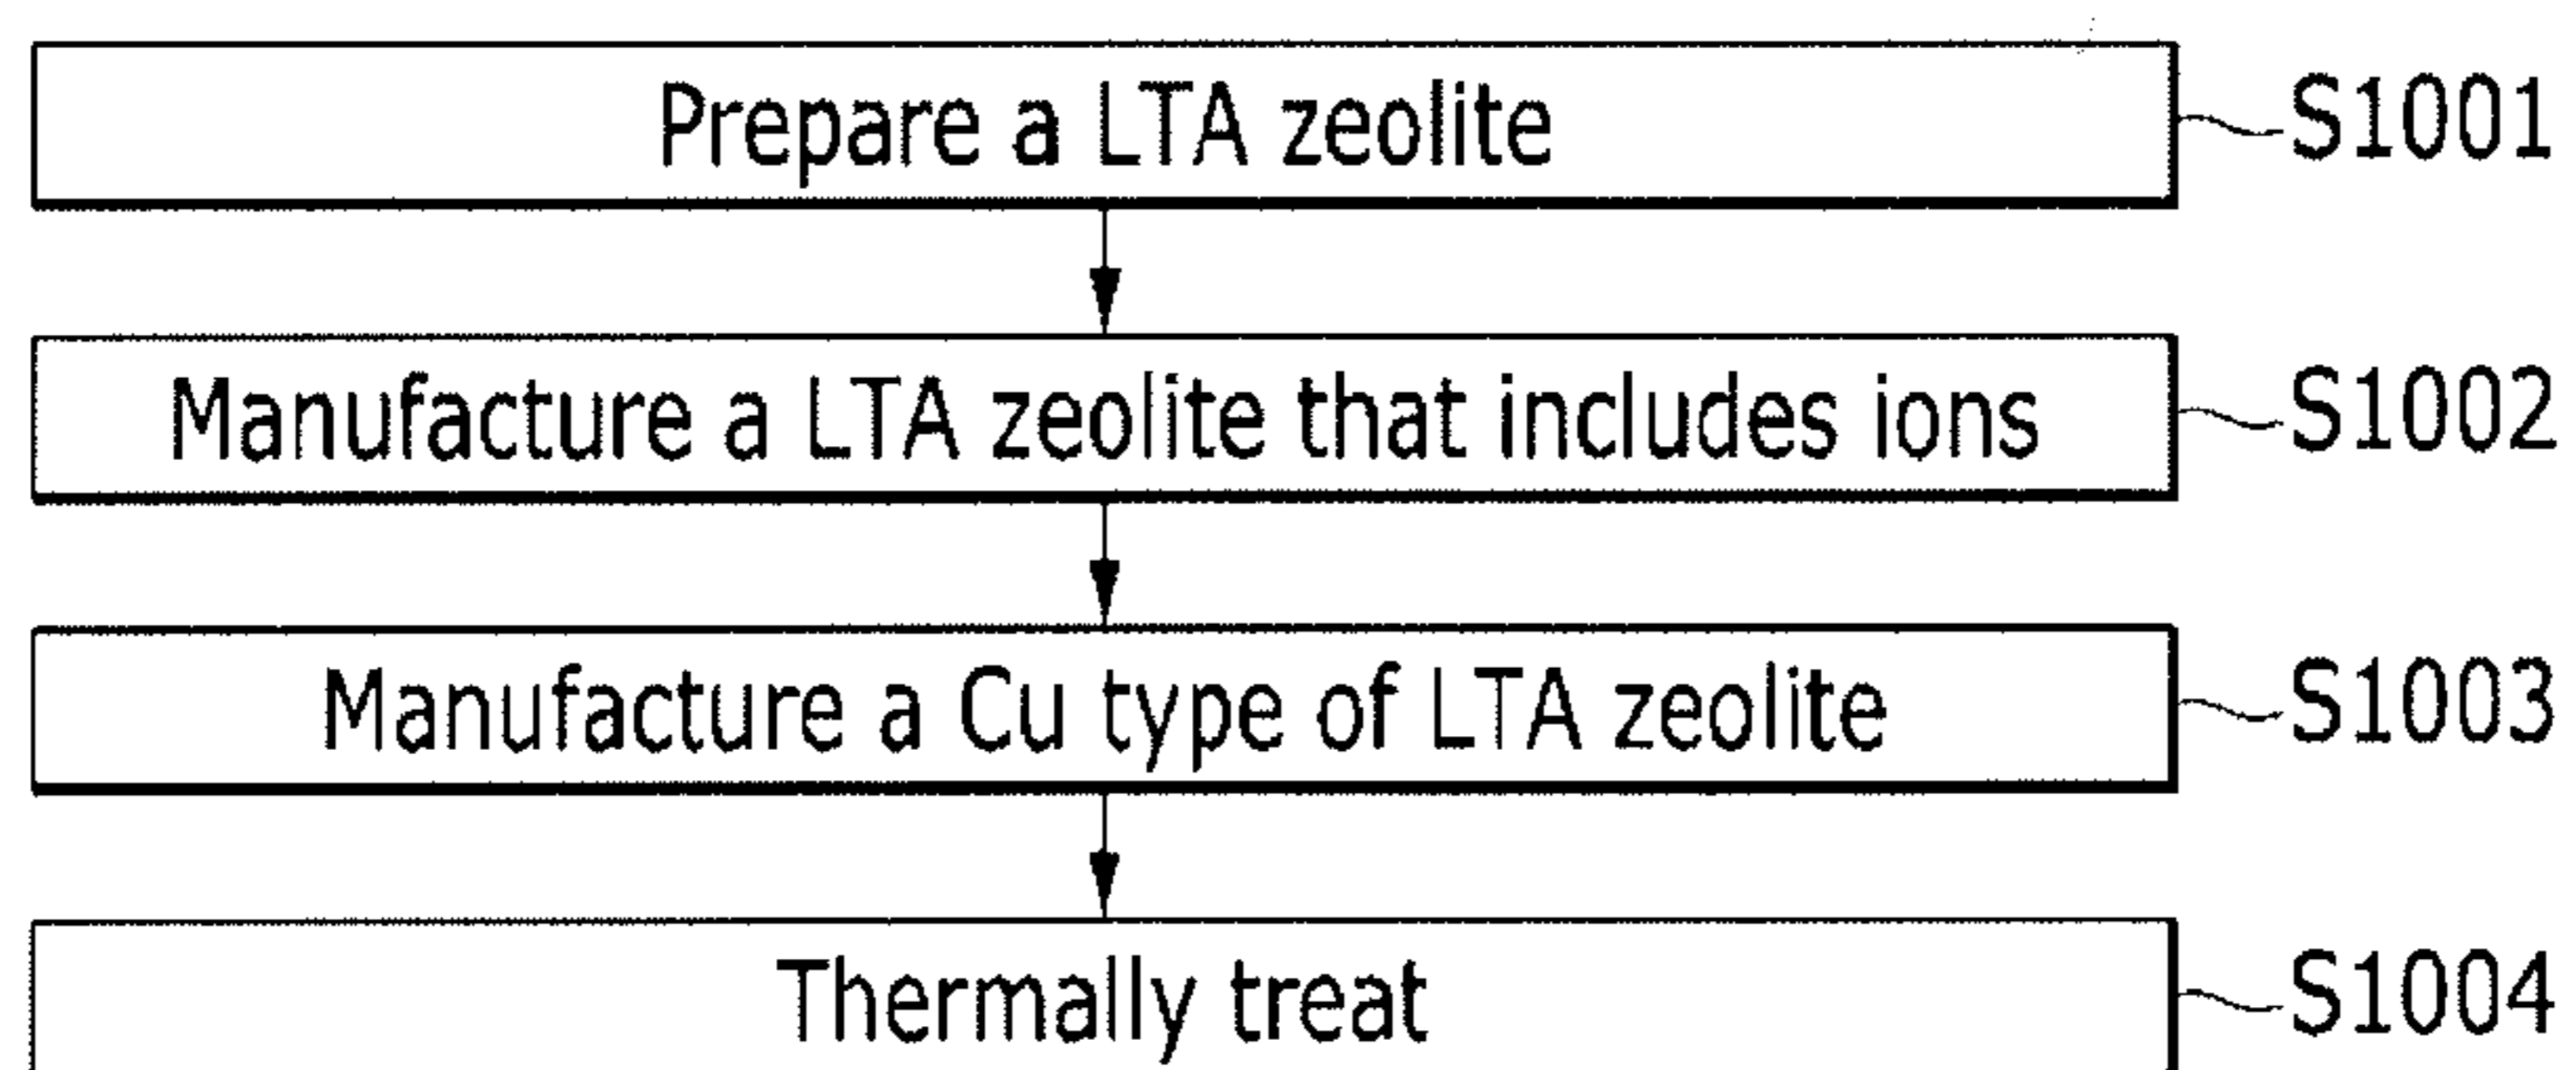 Prepare a LTA zeolite S1001
Manufacture a LTA zeolite that includes ions S1002
Manufacture a Cu type of LTA zeolite S1003
Thermally treat S1004